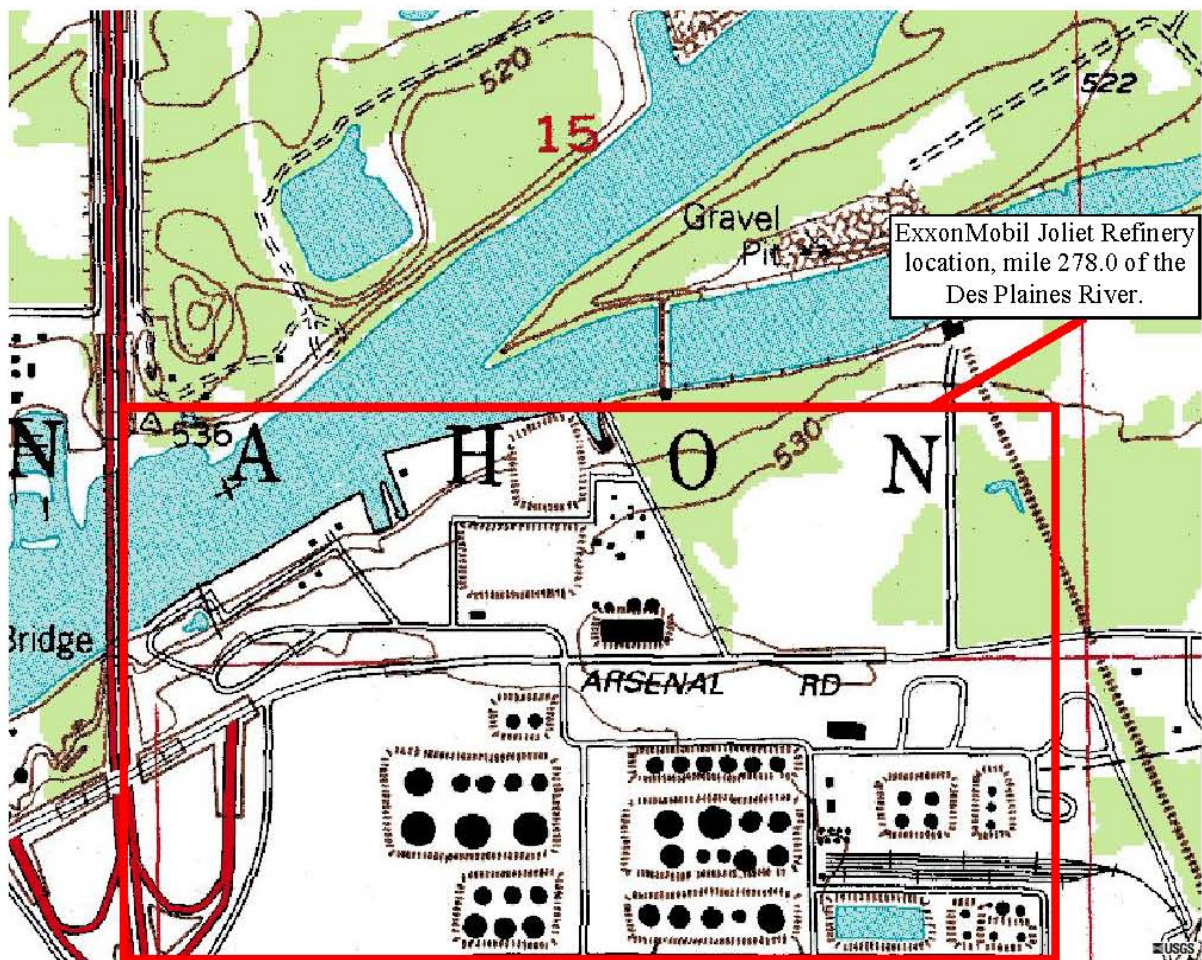 520
522
15
Gravel
Pit
ExxonMobil Joliet Refinery
location, mile 278.0 of the
Des Plaines River.
536
530
N A H O N
Bridge
ARSENAL RD
USGS